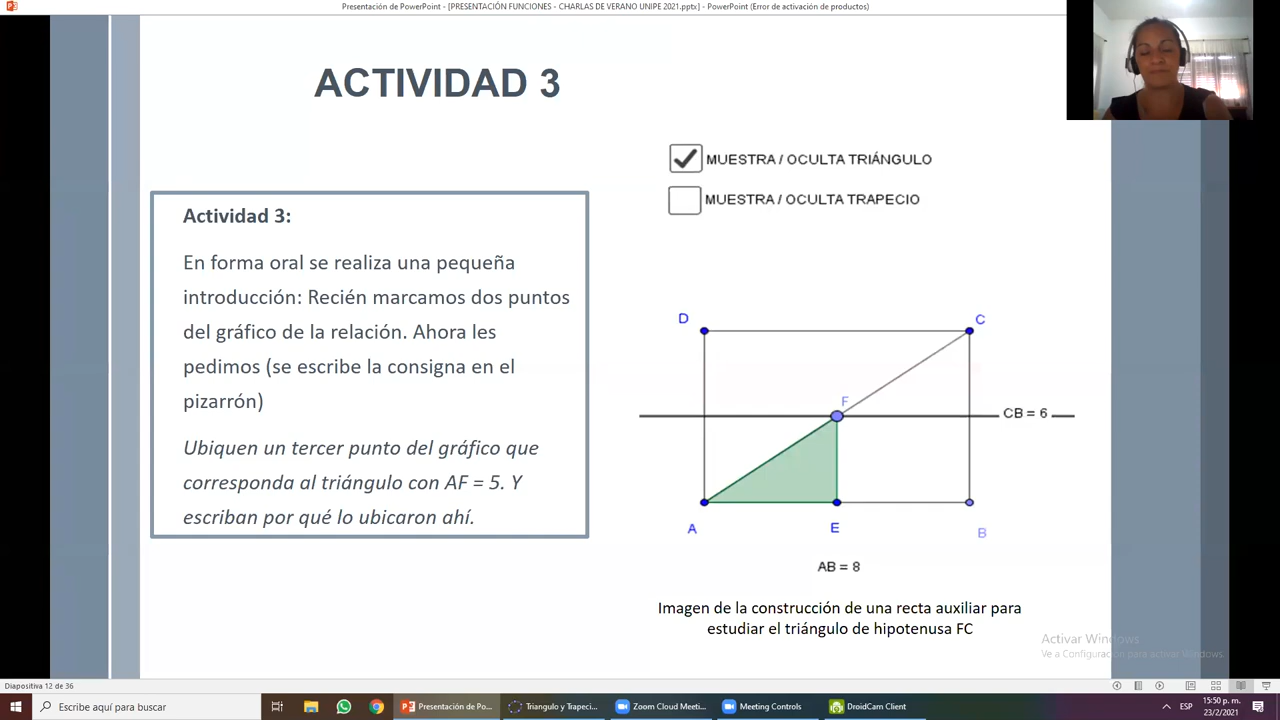 Presentación de PowerPoint - [PRESENTACIÓN FUNCIONES - CHARLAS DE VERANO UNIPE 2021.pptx] - PowerPoint (Error de activación de productos)
ACTIVIDAD 3
MUESTRA / OCULTA TRIÁNGULO
MUESTRA / OCULTA TRAPECIO
Actividad 3:
En forma oral se realiza una pequeña
introducción: Recién marcamos dos puntos
del gráfico de la relación. Ahora les
pedimos (se escribe la consigna en el
pizarrón)
Ubiquen un tercer punto del gráfico que
corresponda al triángulo con AF = 5. Y
escriban por qué lo ubicaron ahí.
D
C
F
CB = 6
A
E
B
AB = 8
Imagen de la construcción de una recta auxiliar para
estudiar el triángulo de hipotenusa FC
Activar Windows
Ve a Configuración para activar Windows.
Diapositiva 12 de 36
Escribe aquí para buscar
Presentación de Po...
Triangulo y Trapeci...
Zoom Cloud Meeti...
Meeting Controls
DroidCam Client
ESP
15:50 p. m.
23/2/2021